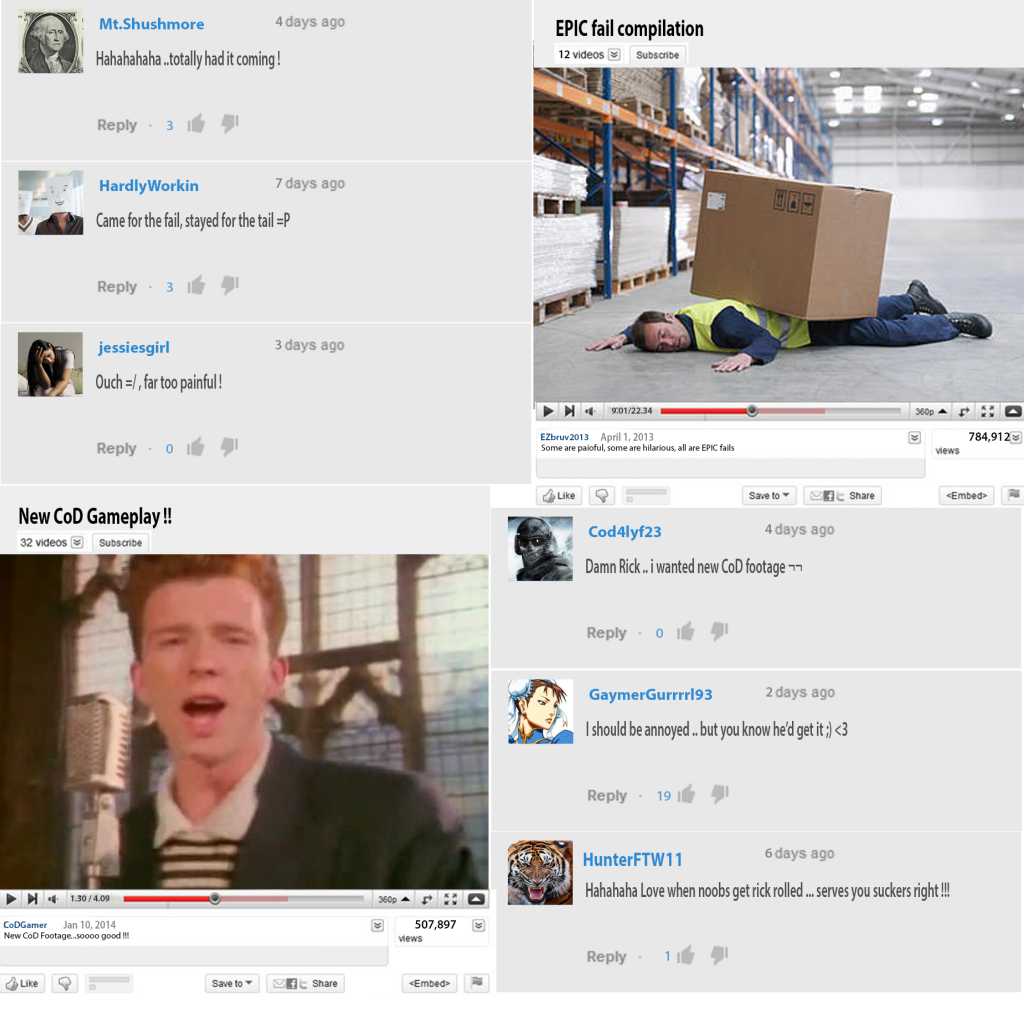 Mt.Shushmore 4 days ago
Hahahahaha ..totally had it coming !
Reply · 3
HardlyWorkin 7 days ago
Came for the fail, stayed for the tail =P
Reply · 3
jessiesgirl 3 days ago
Ouch =/ , far too painful !
Reply · 0
EPIC fail compilation
12 videos Subscribe
9:01/22.34 360p
EZbruv2013 April 1, 2013 784,912
Some are paioful, some are hilarious, all are EPIC fails views
Like Save to Share <Embed>
New CoD Gameplay !!
32 videos Subscribe
1.30 / 4.09 360p
CoDGamer Jan 10, 2014 507,897
New CoD Footage...soooo good !!! views
Like Save to Share <Embed>
Cod4lyf23 4 days ago
Damn Rick .. i wanted new CoD footage ¬¬
Reply · 0
GaymerGurrrrl93 2 days ago
I should be annoyed .. but you know he'd get it ;) <3
Reply · 19
HunterFTW11 6 days ago
Hahahaha Love when noobs get rick rolled ... serves you suckers right !!!
Reply · 1